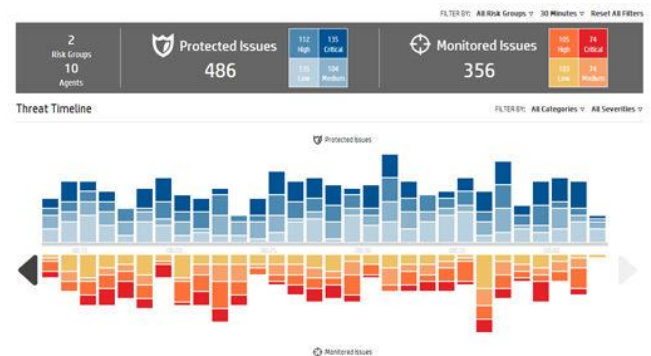 FILTER BY: All Risk Groups ▿ 30 Minutes ▿ Reset All Filters
2
Risk Groups
10
Agents
Protected Issues
486
112
High
135
Critical
135
Low
104
Medium
Monitored Issues
356
105
High
74
Critical
103
Low
74
Medium
Threat Timeline
FILTER BY: All Categories ▿ All Severities ▿
Protected Issues
Monitored Issues